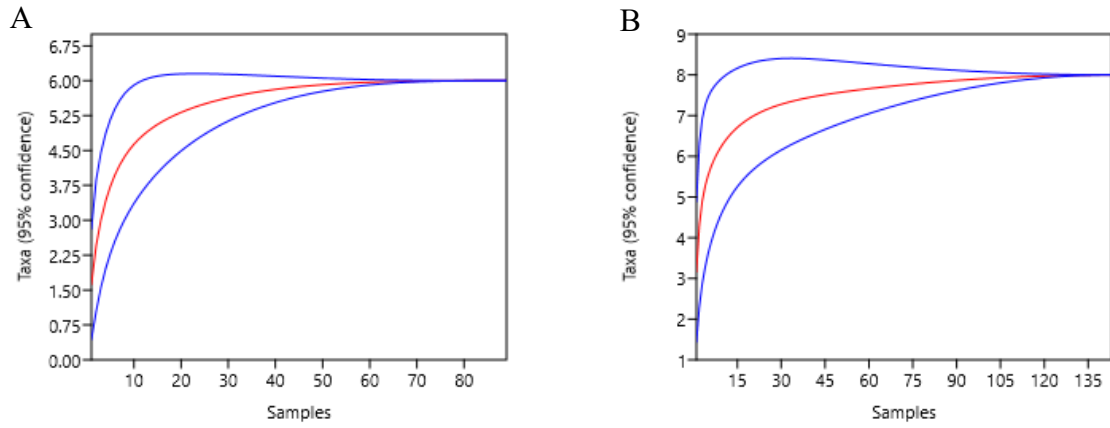 A
Taxa (95% confidence)
6.75
6.00
5.25
4.50
3.75
3.00
2.25
1.50
0.75
0.00
10 20 30 40 50 60 70 80
Samples
B
Taxa (95% confidence)
9
8
7
6
5
4
3
2
1
15 30 45 60 75 90 105 120 135
Samples